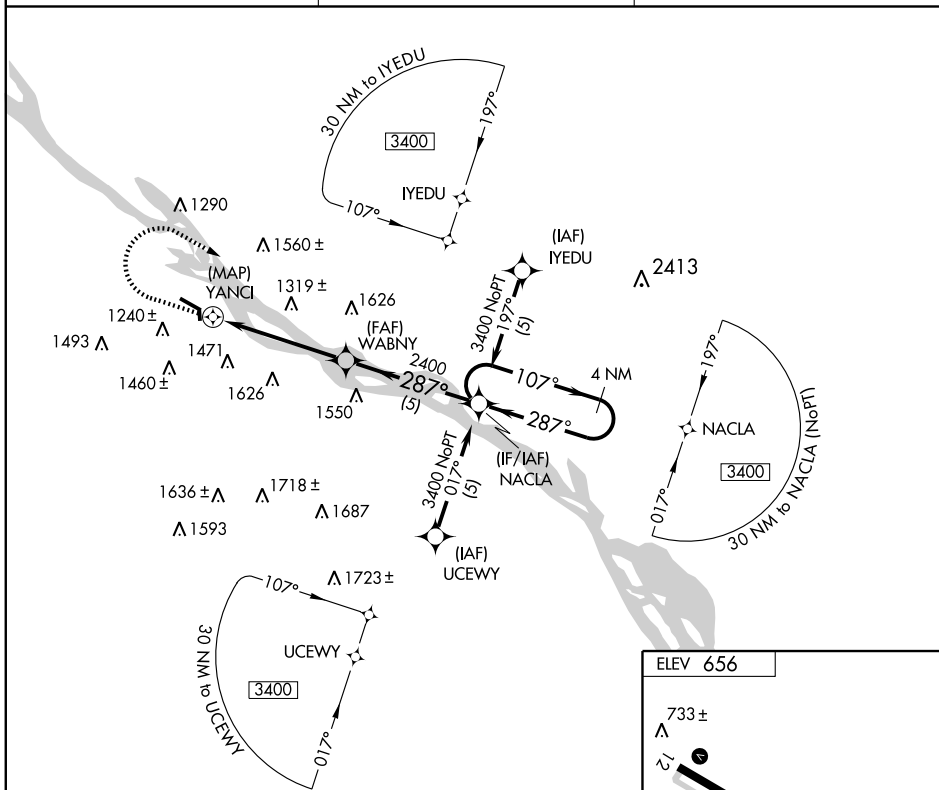 30 NM to IYEDU
197°
3400
IYEDU
107°
1290
1560 ±
(MAP)
YANCI
1319 ±
1626
(IAF)
IYEDU
2413
3400 NoPT
197°
(5)
1240 ±
1493
1471
1460 ±
1626
(FAF)
WABNY
2400
287°
(5)
1550
107°
4 NM
287°
(IF/IAF)
NACLA
197°
NACLA
3400
017°
30 NM to NACLA (NoPT)
3400 NoPT
017°
(5)
(IAF)
UCEWY
1636 ±
1718 ±
1687
1593
1723 ±
107°
UCEWY
3400
30 NM to UCEWY
017°
ELEV 656
733 ±
V
12